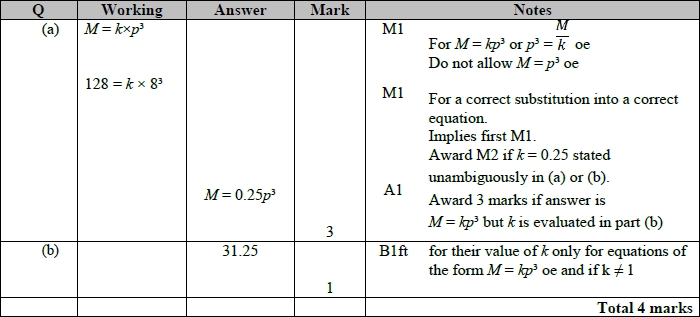 Q Working Answer Mark Notes
(a) M = k×p³ M1 For M = kp³ or p³ = M/k oe
Do not allow M = p³ oe
128 = k × 8³ M1 For a correct substitution into a correct
equation.
Implies first M1.
Award M2 if k = 0.25 stated
unambiguously in (a) or (b).
M = 0.25p³ A1 Award 3 marks if answer is
M = kp³ but k is evaluated in part (b)
3
(b) 31.25 B1ft for their value of k only for equations of
the form M = kp³ oe and if k ≠ 1
1
Total 4 marks